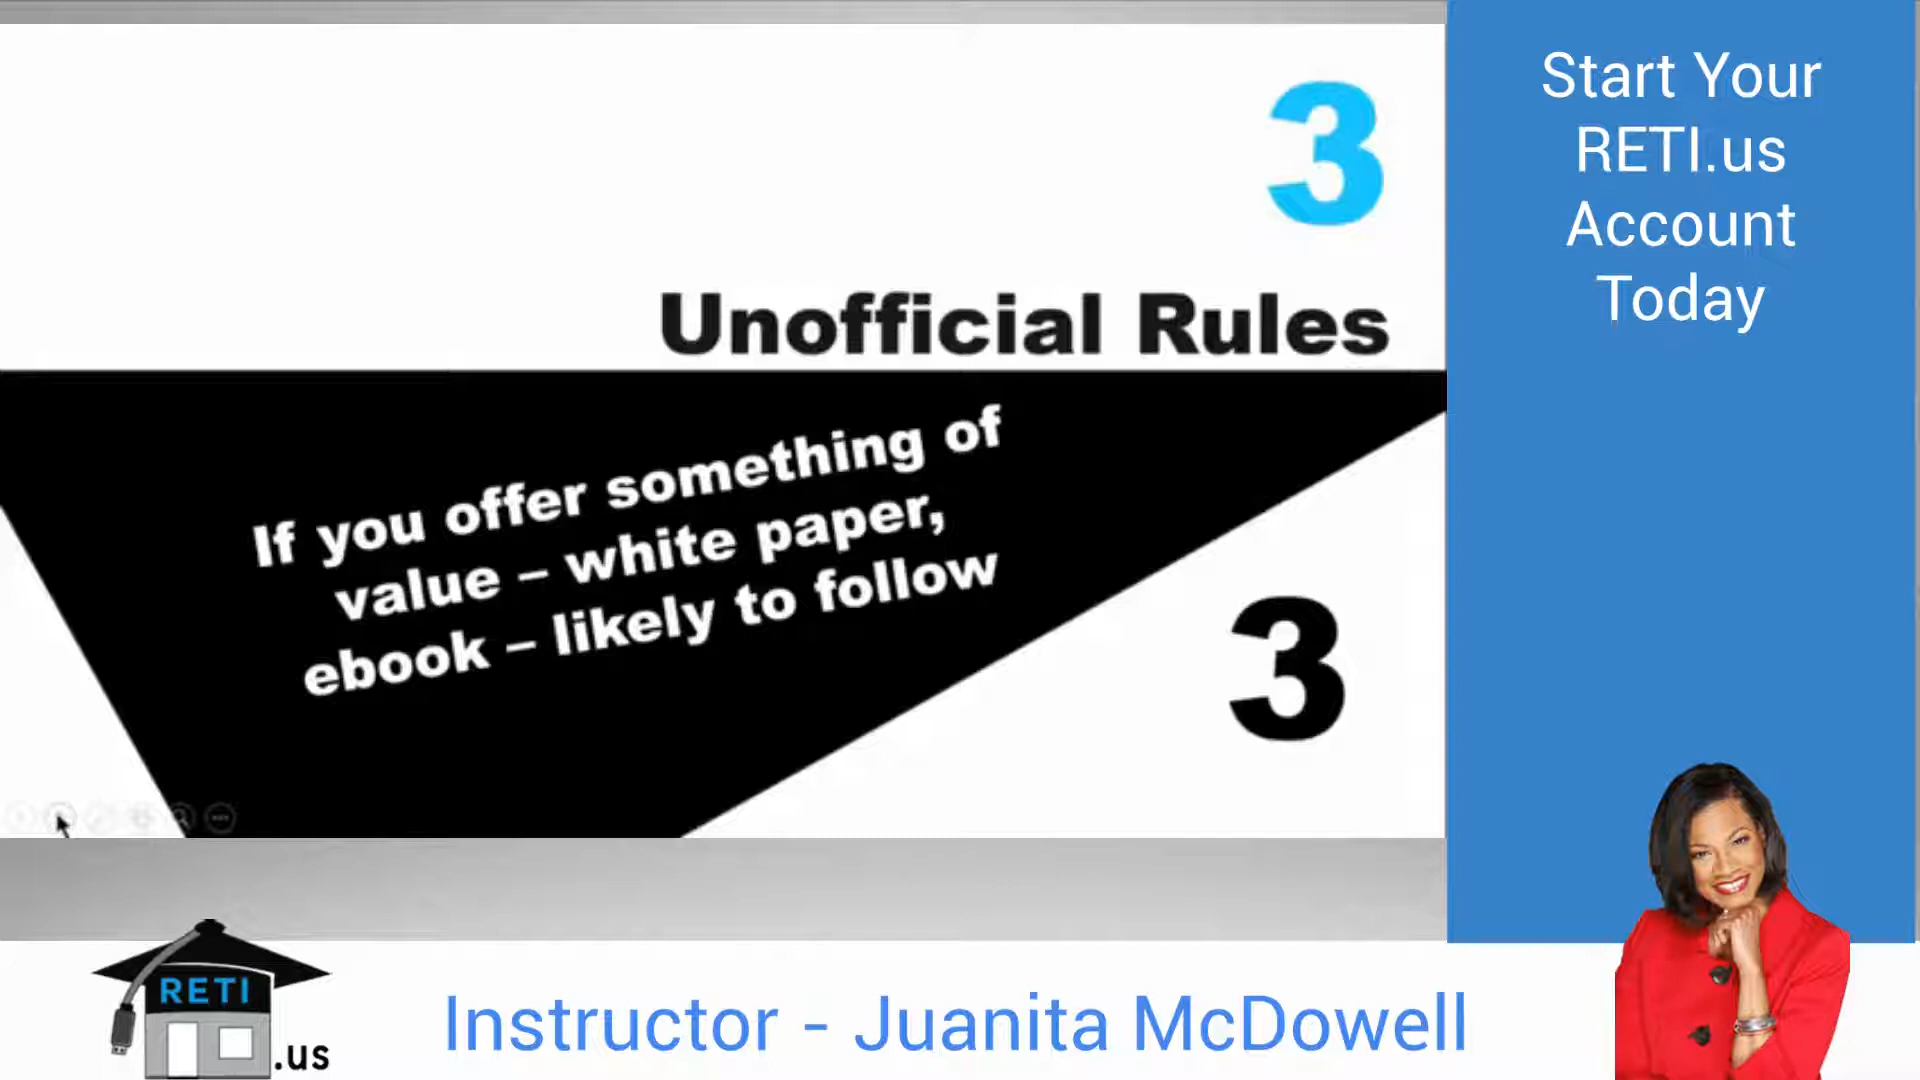 3
Unofficial Rules
If you offer something of
value – white paper,
ebook – likely to follow
3
Start Your
RETI.us
Account
Today
RETI
.us
Instructor - Juanita McDowell